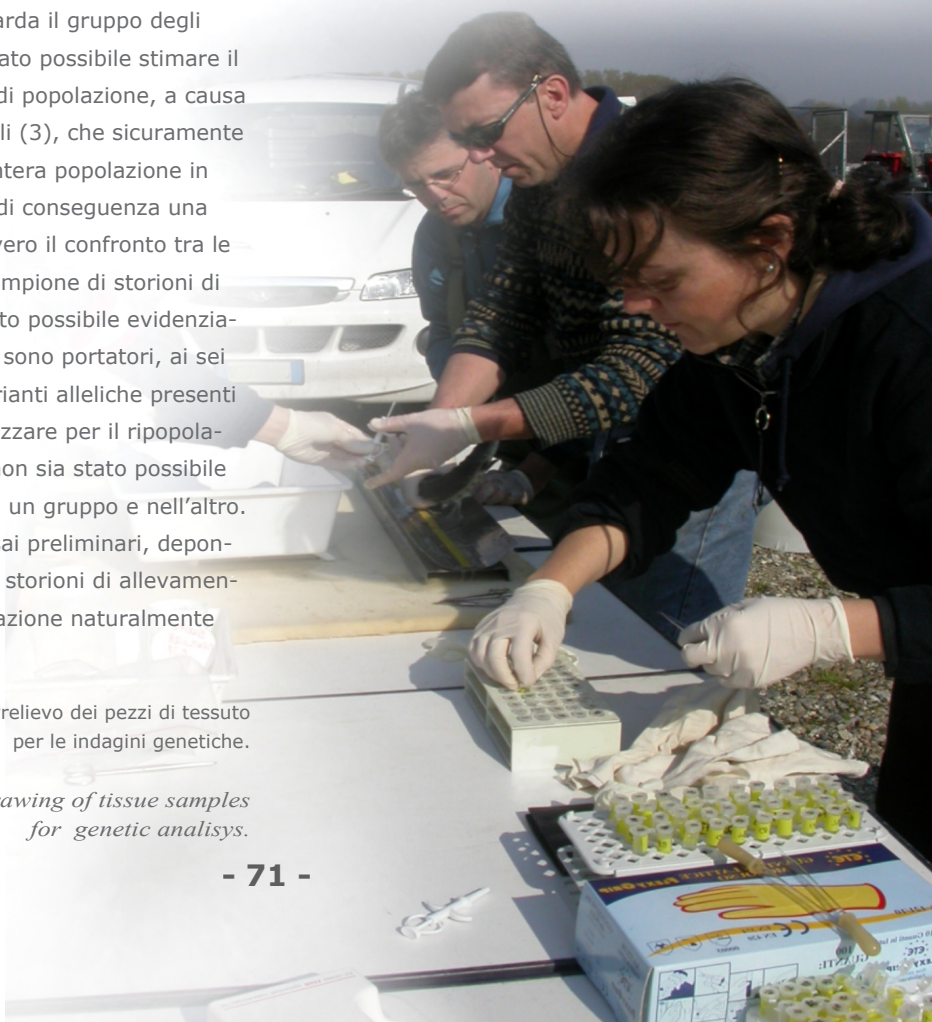 arda il gruppo degli
ato possibile stimare il
di popolazione, a causa
li (3), che sicuramente
ntera popolazione in
di conseguenza una
vero il confronto tra le
mpione di storioni di
to possibile evidenzia-
sono portatori, ai sei
rianti alleliche presenti
zzare per il ripopola-
non sia stato possibile
un gruppo e nell'altro.
sai preliminari, depon-
storioni di allevamen-
azione naturalmente
relievo dei pezzi di tessuto
per le indagini genetiche.
awing of tissue samples
for genetic analisys.
- 71 -